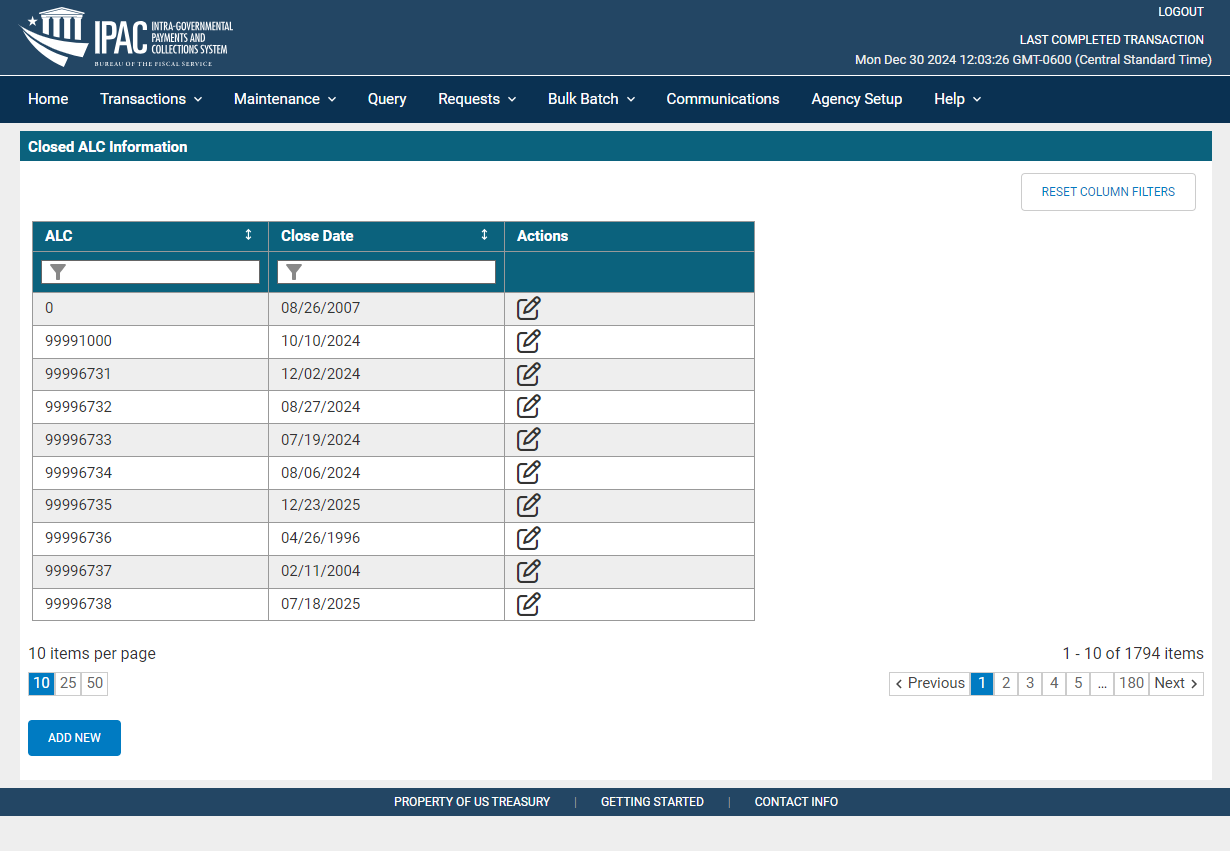 LOGOUT
IPAC INTRA-GOVERNMENTAL
PAYMENTS AND
COLLECTIONS SYSTEM
BUREAU OF THE FISCAL SERVICE
LAST COMPLETED TRANSACTION
Mon Dec 30 2024 12:03:26 GMT-0600 (Central Standard Time)
Home Transactions Maintenance Query Requests Bulk Batch Communications Agency Setup Help
Closed ALC Information
RESET COLUMN FILTERS
ALC Close Date Actions
0 08/26/2007
99991000 10/10/2024
99996731 12/02/2024
99996732 08/27/2024
99996733 07/19/2024
99996734 08/06/2024
99996735 12/23/2025
99996736 04/26/1996
99996737 02/11/2004
99996738 07/18/2025
10 items per page 1 - 10 of 1794 items
10 25 50 ‹ Previous 1 2 3 4 5 ... 180 Next ›
ADD NEW
PROPERTY OF US TREASURY | GETTING STARTED | CONTACT INFO